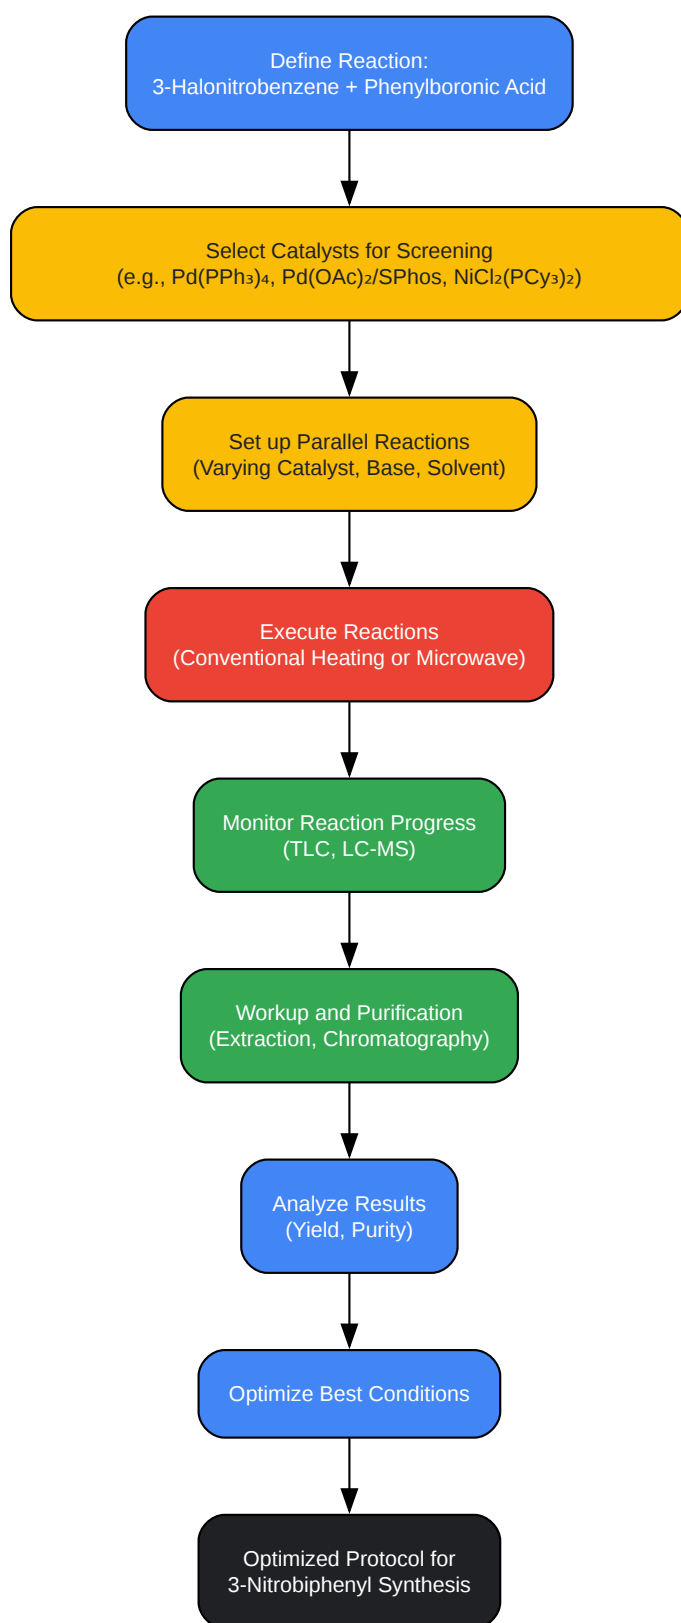 Define Reaction:
3-Halonitrobenzene + Phenylboronic Acid
Select Catalysts for Screening
(e.g., Pd(PPh₃)₄, Pd(OAc)₂/SPhos, NiCl₂(PCy₃)₂)
Set up Parallel Reactions
(Varying Catalyst, Base, Solvent)
Execute Reactions
(Conventional Heating or Microwave)
Monitor Reaction Progress
(TLC, LC-MS)
Workup and Purification
(Extraction, Chromatography)
Analyze Results
(Yield, Purity)
Optimize Best Conditions
Optimized Protocol for
3-Nitrobiphenyl Synthesis